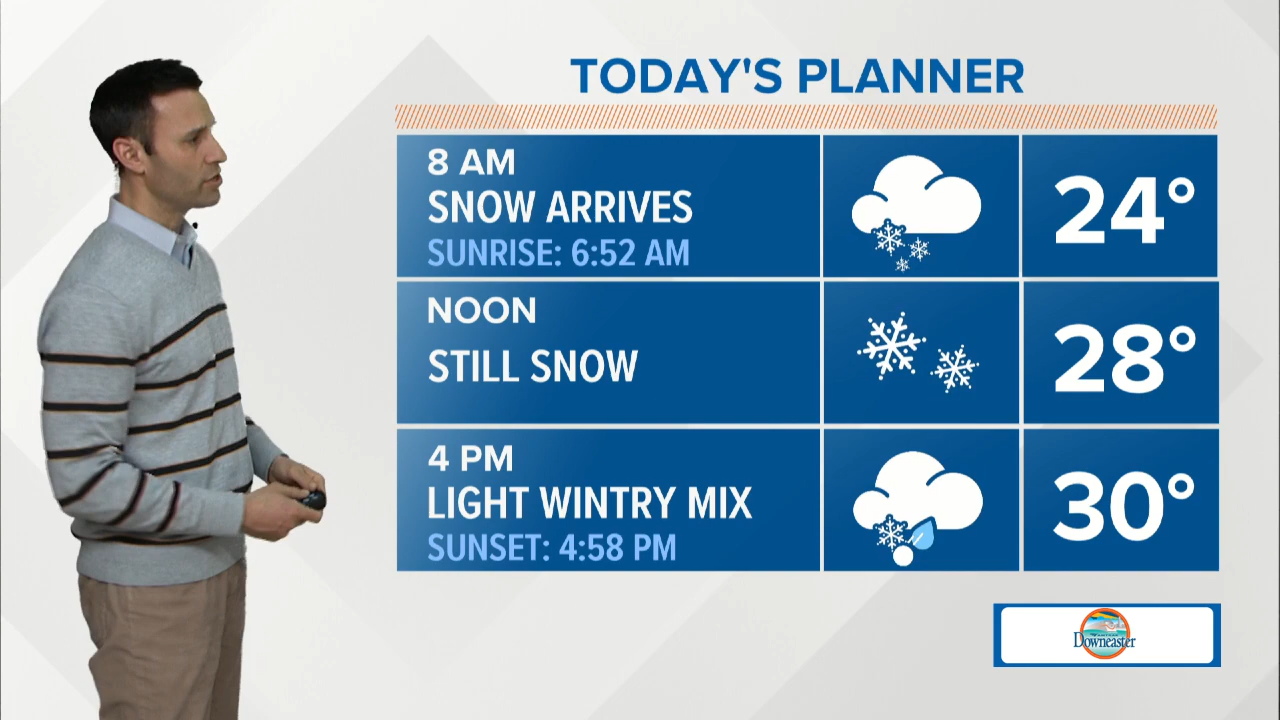 TODAY'S PLANNER
8 AM
SNOW ARRIVES
SUNRISE: 6:52 AM
24°
NOON
STILL SNOW
28°
4 PM
LIGHT WINTRY MIX
SUNSET: 4:58 PM
30°
Downeaster